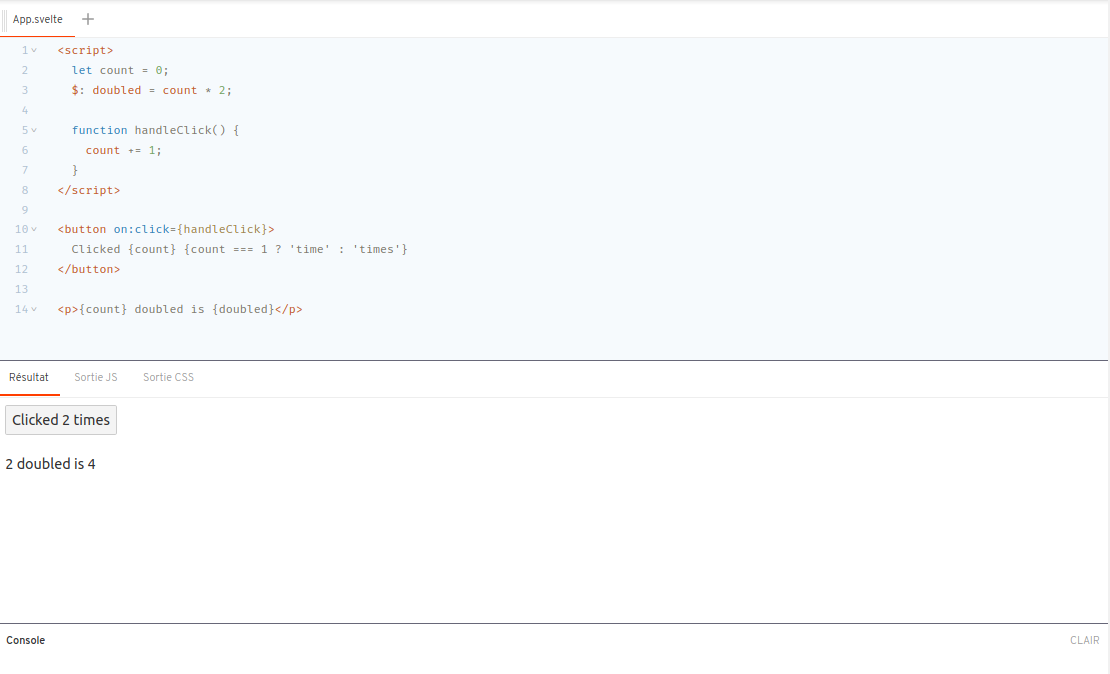 App.svelte +
1 <script>
2 let count = 0;
3 $: doubled = count * 2;
4
5 function handleClick() {
6 count += 1;
7 }
8 </script>
9
10 <button on:click={handleClick}>
11 Clicked {count} {count === 1 ? 'time' : 'times'}
12 </button>
13
14 <p>{count} doubled is {doubled}</p>
Résultat Sortie JS Sortie CSS
Clicked 2 times
2 doubled is 4
Console CLAIR